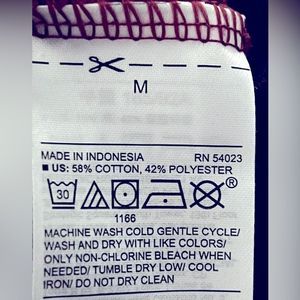 M
MADE IN INDONESIA RN 54023
■ US: 58% COTTON, 42% POLYESTER
30 ®
1166
MACHINE WASH COLD GENTLE CYCLE/
WASH AND DRY WITH LIKE COLORS/
ONLY NON-CHLORINE BLEACH WHEN
NEEDED/ TUMBLE DRY LOW/ COOL
IRON/ DO NOT DRY CLEAN